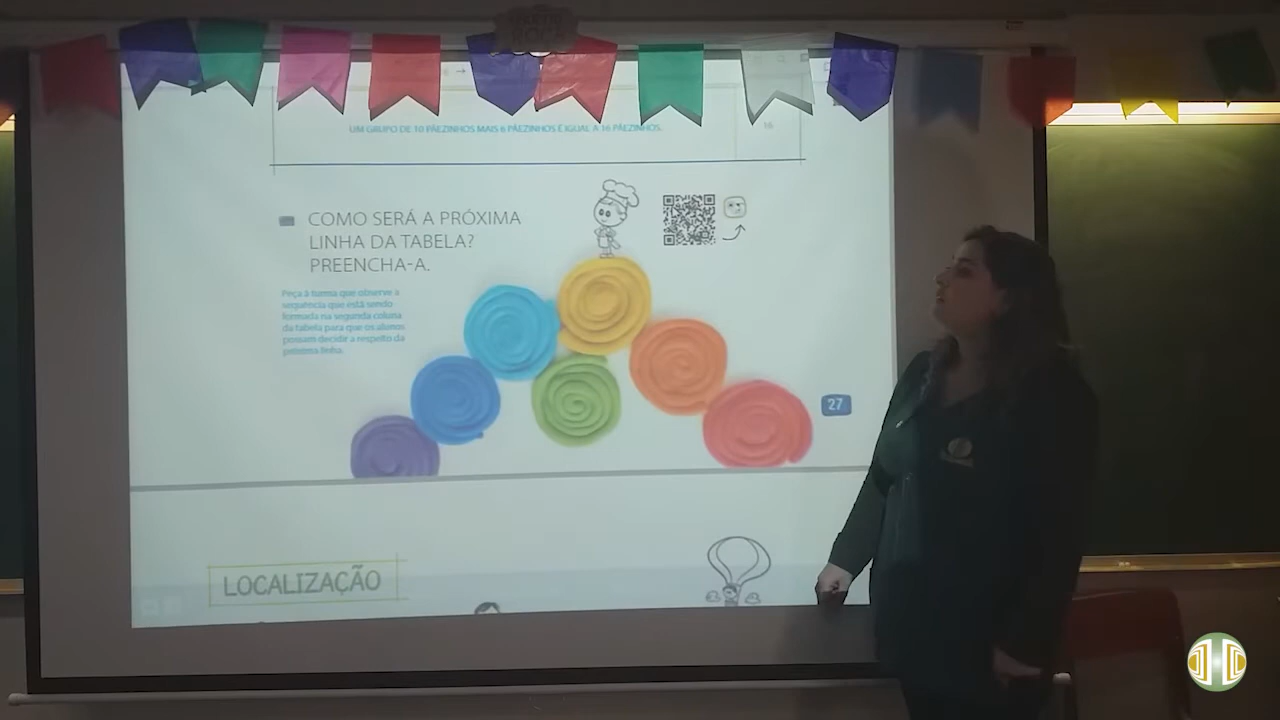 UM GRUPO DE 10 PÃEZINHOS MAIS 6 PÃEZINHOS É IGUAL A 16 PÃEZINHOS.
16
COMO SERÁ A PRÓXIMA
LINHA DA TABELA?
PREENCHA-A.
Peça à turma que observe a
sequência que está sendo
formada na segunda coluna
da tabela para que os alunos
possam decidir a respeito da
próxima linha.
27
LOCALIZAÇÃO